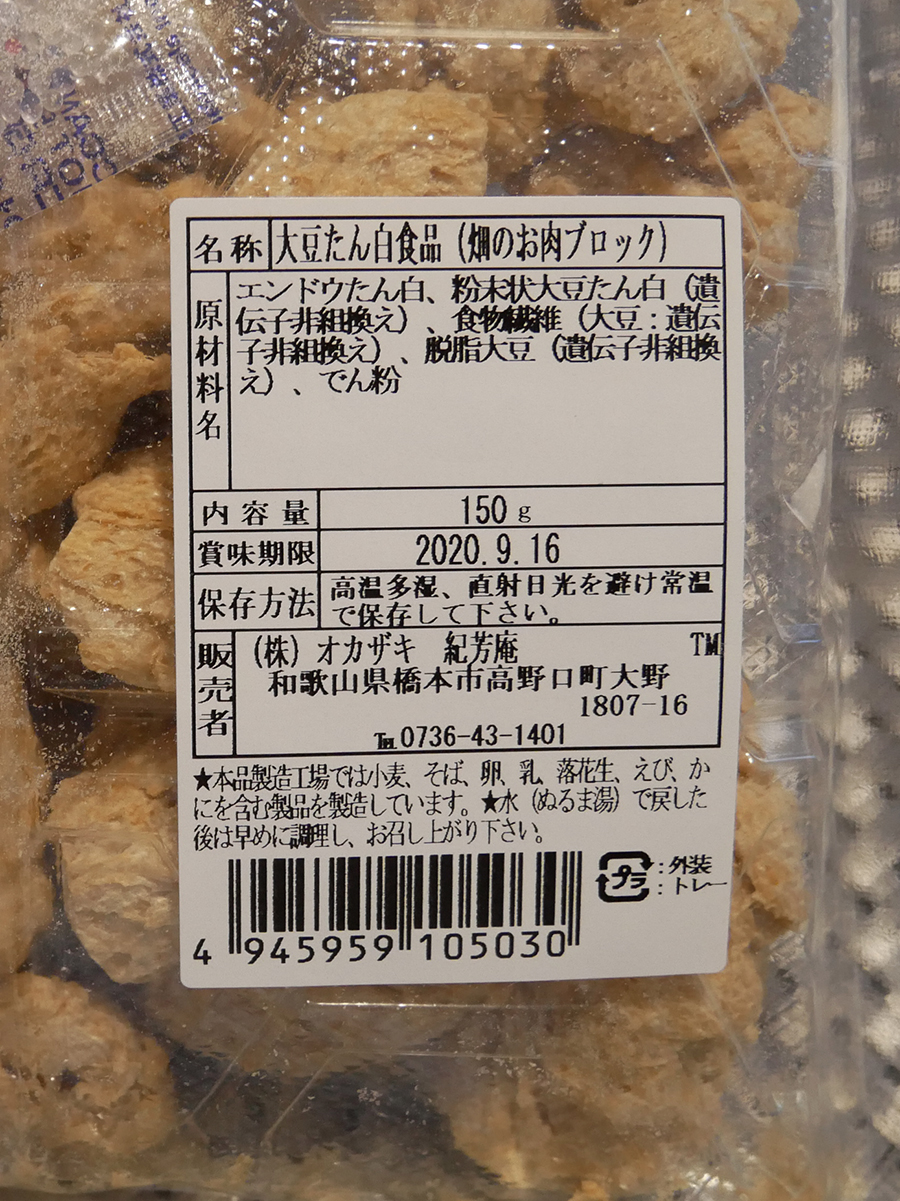 名称 大豆たん白食品（畑のお肉ブロック）
原材料名 エンドウたん白、粉末状大豆たん白（遺
伝子非組換え）、食物繊維（大豆：遺伝
子非組換え）、脱脂大豆（遺伝子非組換
え）、でん粉
内容量 150g
賞味期限 2020.9.16
保存方法 高温多湿、直射日光を避け常温
で保存して下さい。
販売者 （株）オカザキ 紀芳庵 TM
和歌山県橋本市高野口町大野
1807-16
℡0736-43-1401
★本品製造工場では小麦、そば、卵、乳、落花生、えび、か
にを含む製品を製造しています。★水（ぬるま湯）で戻した
後は早めに調理し、お召し上がり下さい。
プラ：外装
：トレー
4 945959 105030